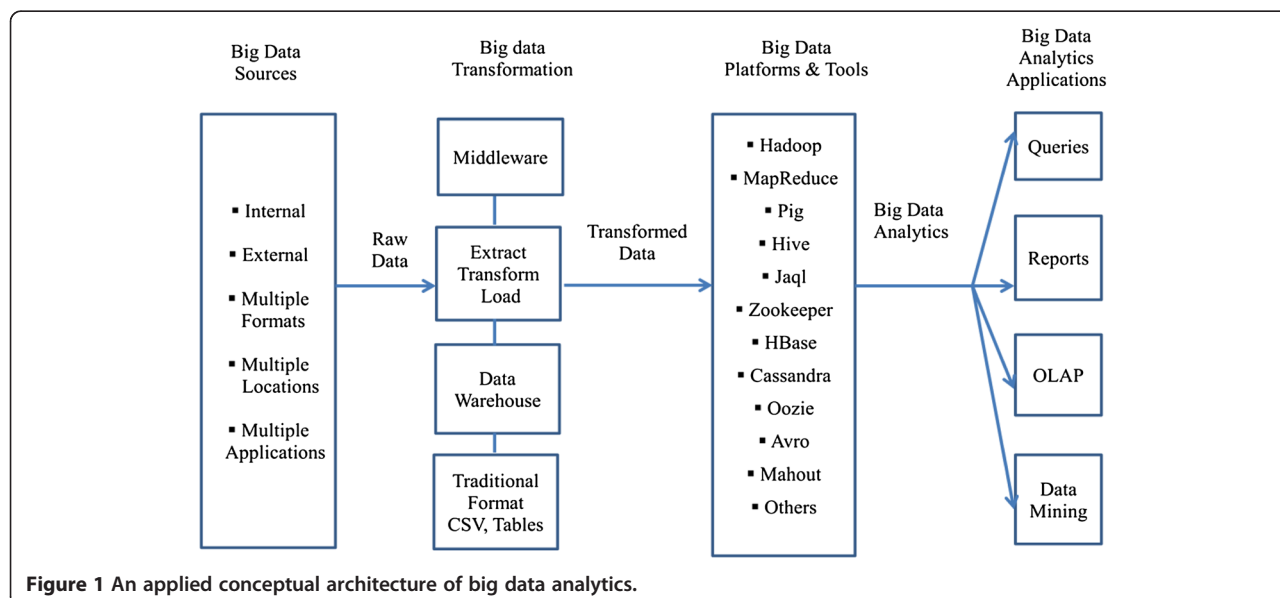 Big Data
Sources
▪ Internal
▪ External
▪ Multiple
Formats
▪ Multiple
Locations
▪ Multiple
Applications
Raw
Data
Big data
Transformation
Middleware
Extract
Transform
Load
Data
Warehouse
Traditional
Format
CSV, Tables
Transformed
Data
Big Data
Platforms & Tools
▪ Hadoop
▪ MapReduce
▪ Pig
▪ Hive
▪ Jaql
▪ Zookeeper
▪ HBase
▪ Cassandra
▪ Oozie
▪ Avro
▪ Mahout
▪ Others
Big Data
Analytics
Big Data
Analytics
Applications
Queries
Reports
OLAP
Data
Mining
Figure 1 An applied conceptual architecture of big data analytics.